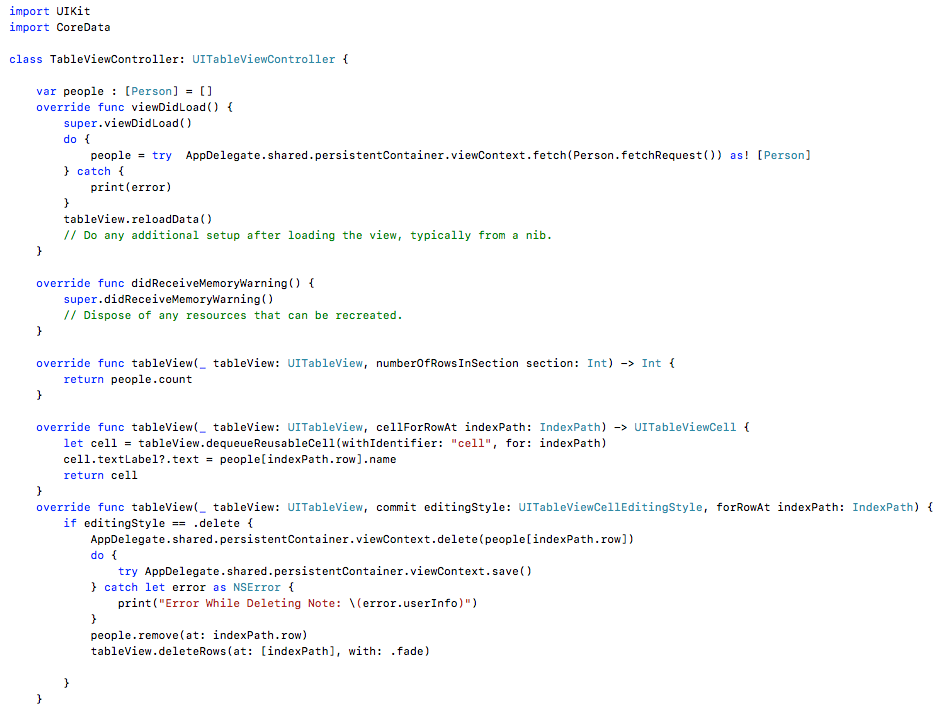 import UIKit
import CoreData

class TableViewController: UITableViewController {

    var people : [Person] = []
    override func viewDidLoad() {
        super.viewDidLoad()
        do {
            people = try  AppDelegate.shared.persistentContainer.viewContext.fetch(Person.fetchRequest()) as! [Person]
        } catch {
            print(error)
        }
        tableView.reloadData()
        // Do any additional setup after loading the view, typically from a nib.
    }

    override func didReceiveMemoryWarning() {
        super.didReceiveMemoryWarning()
        // Dispose of any resources that can be recreated.
    }

    override func tableView(_ tableView: UITableView, numberOfRowsInSection section: Int) -> Int {
        return people.count
    }

    override func tableView(_ tableView: UITableView, cellForRowAt indexPath: IndexPath) -> UITableViewCell {
        let cell = tableView.dequeueReusableCell(withIdentifier: "cell", for: indexPath)
        cell.textLabel?.text = people[indexPath.row].name
        return cell
    }
    override func tableView(_ tableView: UITableView, commit editingStyle: UITableViewCellEditingStyle, forRowAt indexPath: IndexPath) {
        if editingStyle == .delete {
            AppDelegate.shared.persistentContainer.viewContext.delete(people[indexPath.row])
            do {
                try AppDelegate.shared.persistentContainer.viewContext.save()
            } catch let error as NSError {
                print("Error While Deleting Note: \(error.userInfo)")
            }
            people.remove(at: indexPath.row)
            tableView.deleteRows(at: [indexPath], with: .fade)

        }
    }